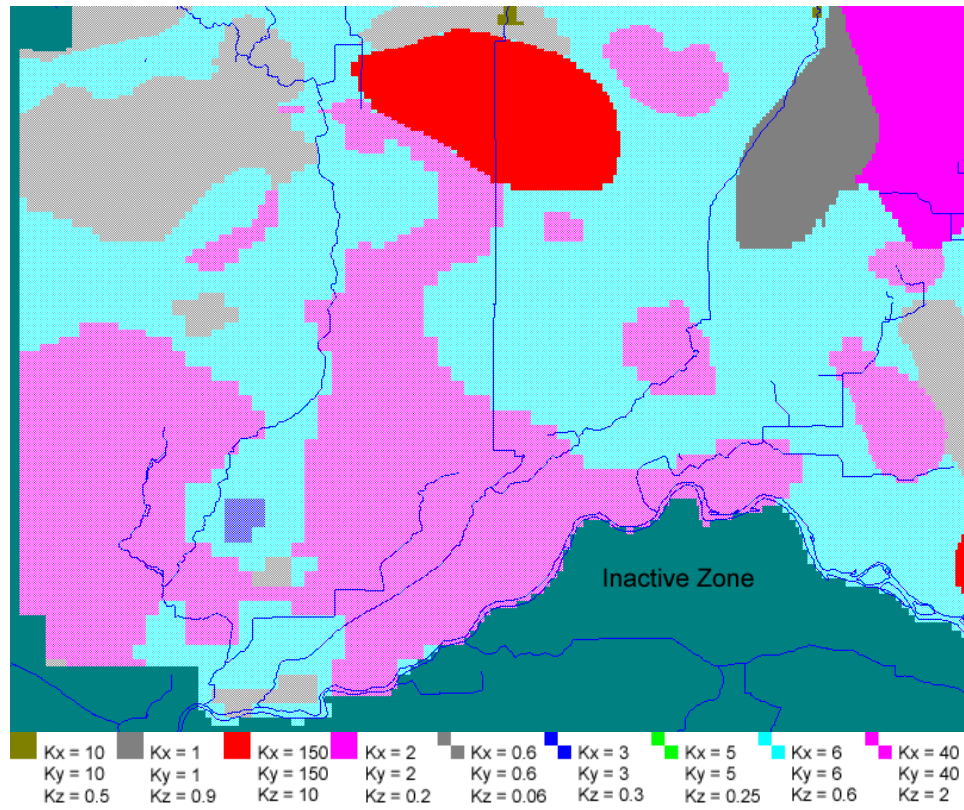 Inactive Zone
Kx = 10 Kx = 1 Kx = 150 Kx = 2 Kx = 0.6 Kx = 3 Kx = 5 Kx = 6 Kx = 40
Ky = 10 Ky = 1 Ky = 150 Ky = 2 Ky = 0.6 Ky = 3 Ky = 5 Ky = 6 Ky = 40
Kz = 0.5 Kz = 0.9 Kz = 10 Kz = 0.2 Kz = 0.06 Kz = 0.3 Kz = 0.25 Kz = 0.6 Kz = 2